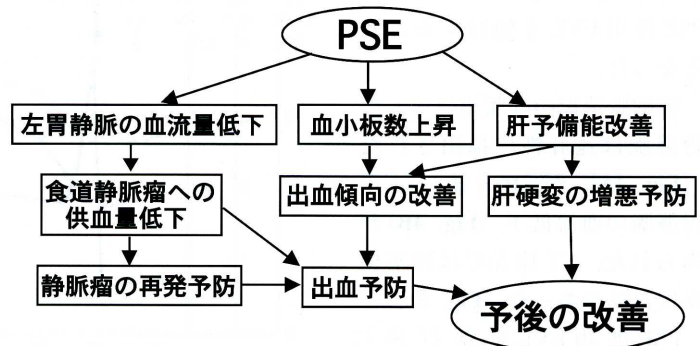 PSE
左胃静脈の血流量低下
血小板数上昇
肝予備能改善
食道静脈瘤への
供血量低下
出血傾向の改善
肝硬変の増悪予防
静脈瘤の再発予防
出血予防
予後の改善